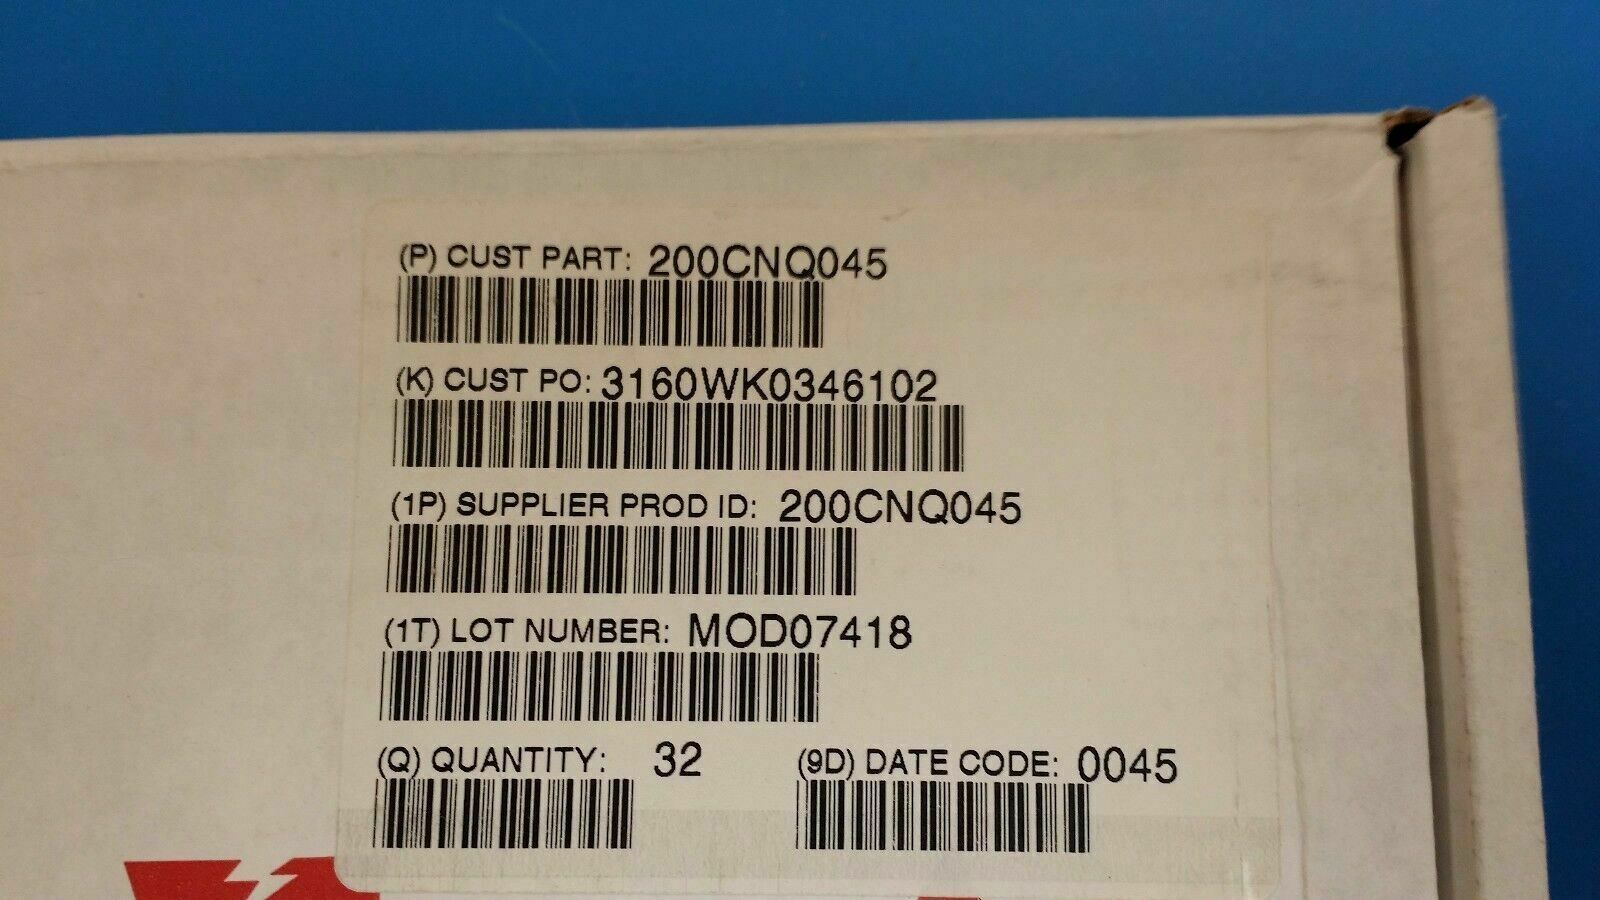 (P) CUST PART: 200CNQ045
(K) CUST PO: 3160WK0346102
(1P) SUPPLIER PROD ID: 200CNQ045
(1T) LOT NUMBER: MOD07418
(Q) QUANTITY: 32 (9D) DATE CODE: 0045